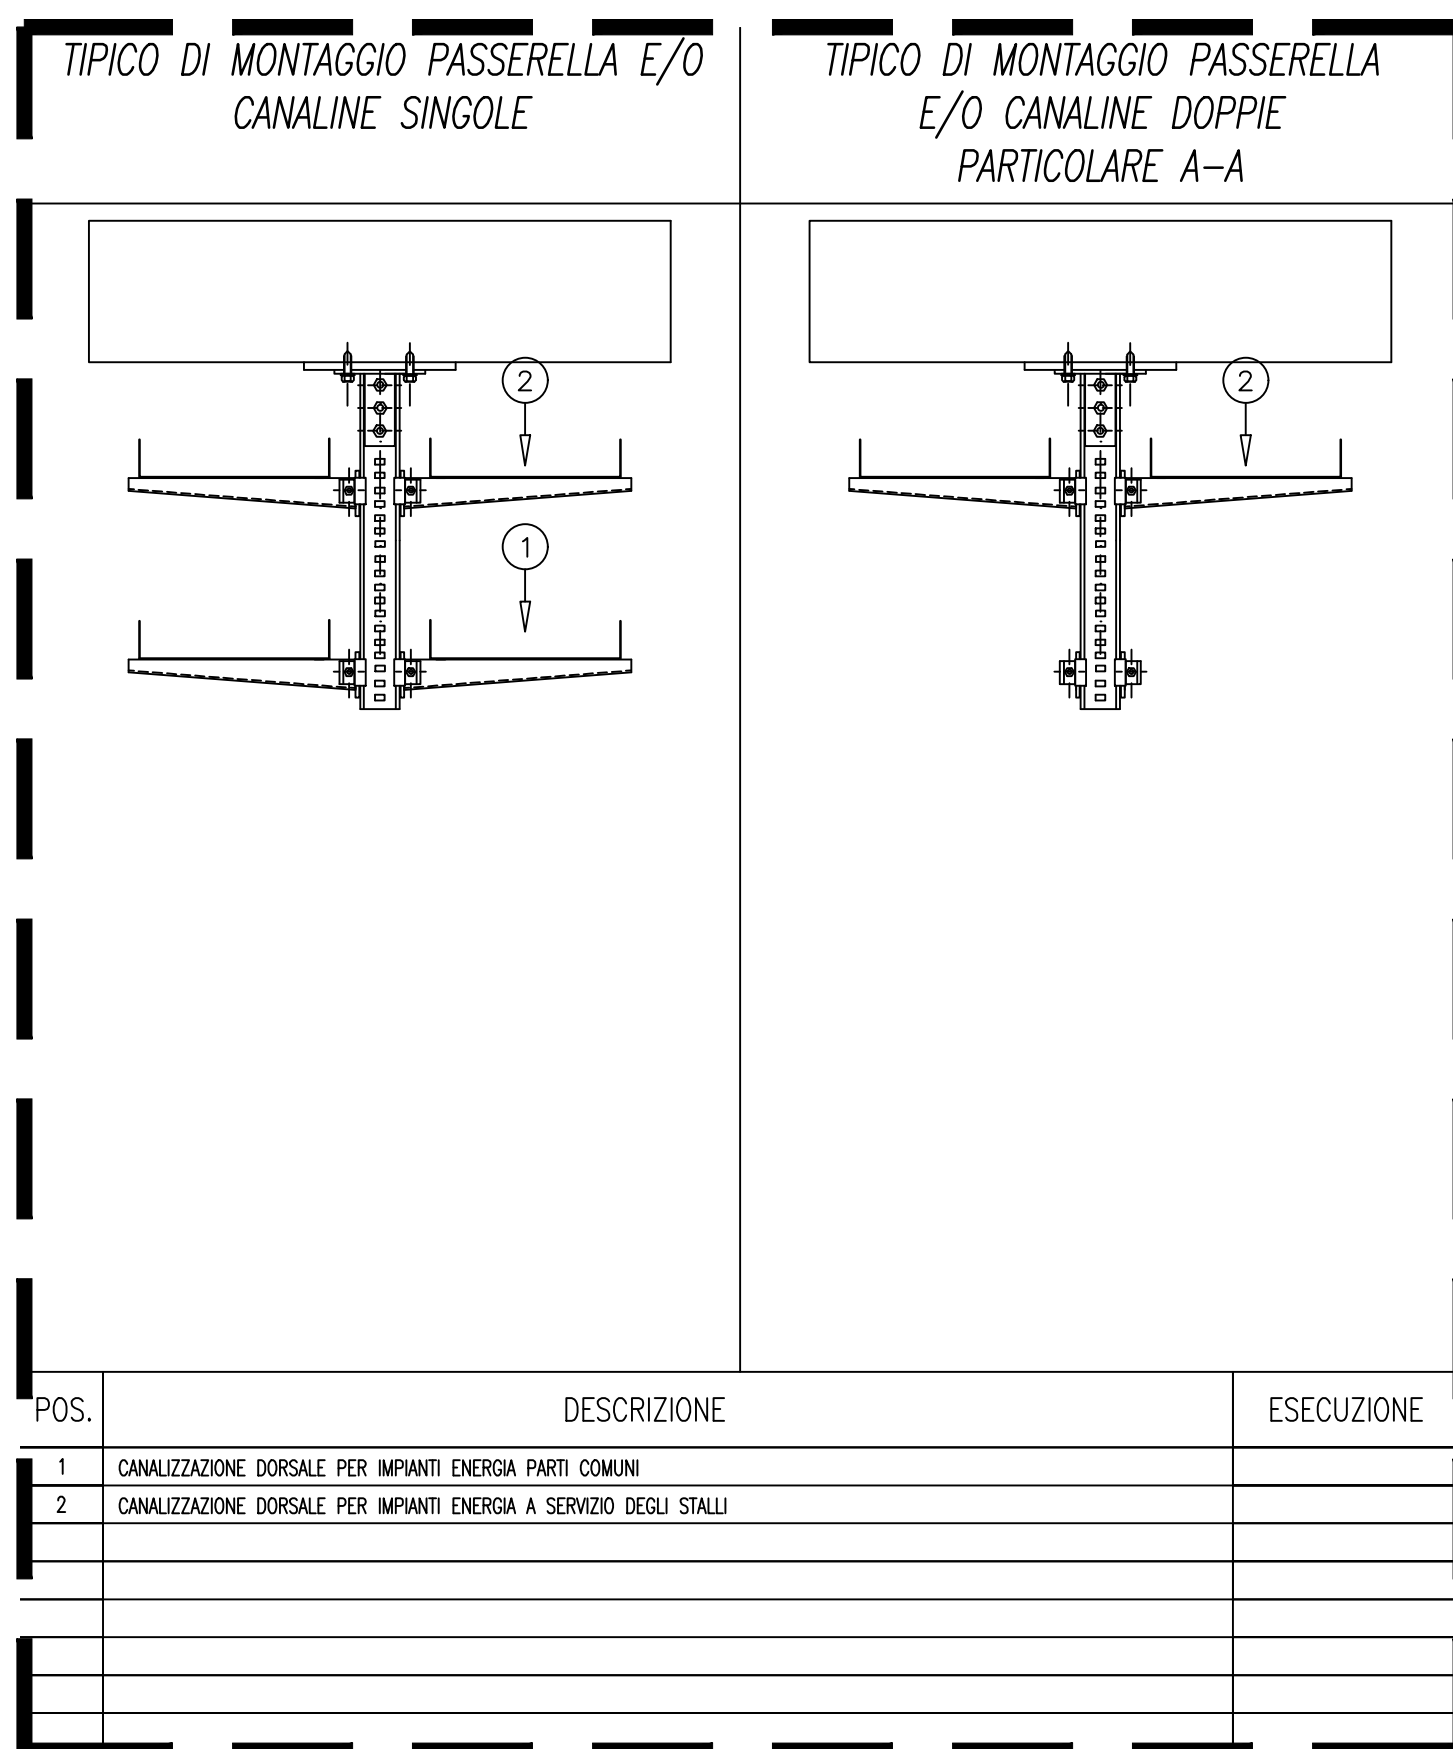 TIPICO DI MONTAGGIO PASSERELLA E/O
CANALINE SINGOLE
TIPICO DI MONTAGGIO PASSERELLA
E/O CANALINE DOPPIE
PARTICOLARE A-A
2
1
2
POS.
DESCRIZIONE
ESECUZIONE
1
CANALIZZAZIONE DORSALE PER IMPIANTI ENERGIA PARTI COMUNI
2
CANALIZZAZIONE DORSALE PER IMPIANTI ENERGIA A SERVIZIO DEGLI STALLI